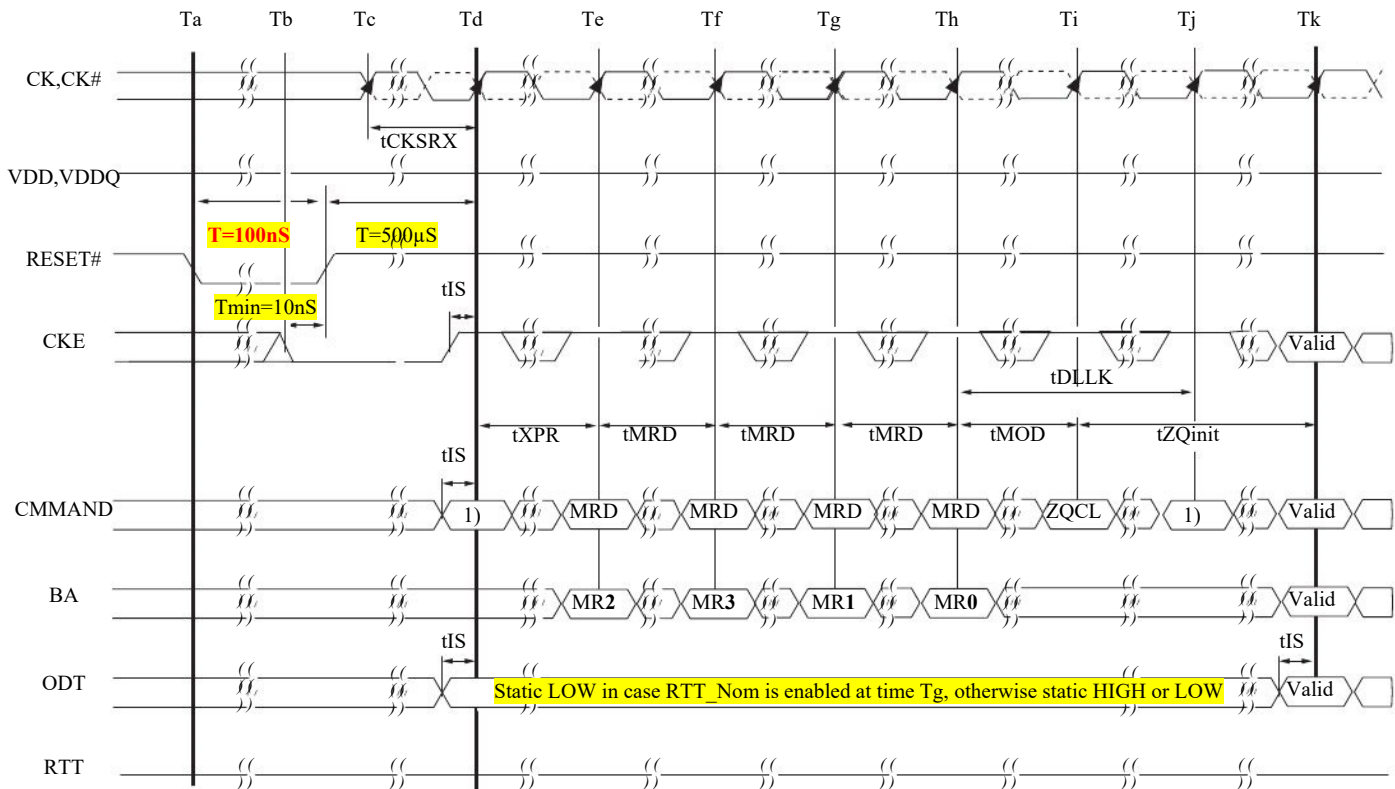 Ta Tb Tc Td Te Tf Tg Th Ti Tj Tk
CK,CK#
tCKSRX
VDD,VDDQ
T=100nS T=500µS
RESET#
Tmin=10nS tIS
CKE Valid
tDLLK
tXPR tMRD tMRD tMRD tMOD tZQinit
tIS
CMMAND 1) MRD MRD MRD MRD ZQCL 1) Valid
BA MR2 MR3 MR1 MR0 Valid
tIS tIS
ODT Static LOW in case RTT_Nom is enabled at time Tg, otherwise static HIGH or LOW Valid
RTT